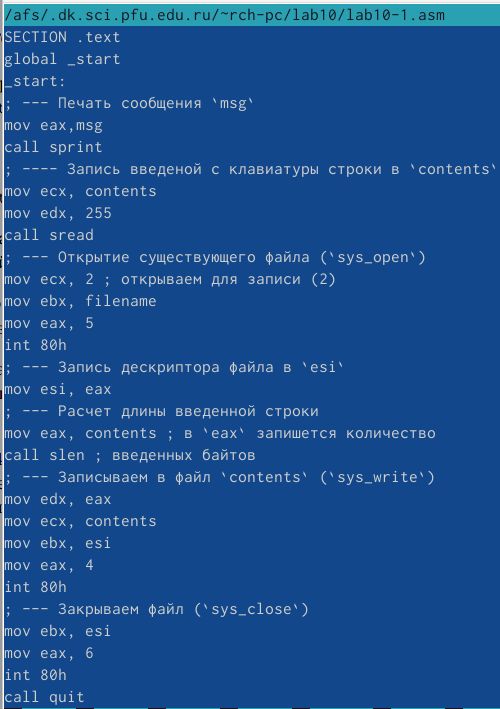 /afs/.dk.sci.pfu.edu.ru/~rch-pc/lab10/lab10-1.asm
SECTION .text
global _start
_start:
; --- Печать сообщения `msg`
mov eax,msg
call sprint
; ---- Запись введеной с клавиатуры строки в `contents`
mov ecx, contents
mov edx, 255
call sread
; --- Открытие существующего файла (`sys_open`)
mov ecx, 2 ; открываем для записи (2)
mov ebx, filename
mov eax, 5
int 80h
; --- Запись дескриптора файла в `esi`
mov esi, eax
; --- Расчет длины введенной строки
mov eax, contents ; в `eax` запишется количество
call slen ; введенных байтов
; --- Записываем в файл `contents` (`sys_write`)
mov edx, eax
mov ecx, contents
mov ebx, esi
mov eax, 4
int 80h
; --- Закрываем файл (`sys_close`)
mov ebx, esi
mov eax, 6
int 80h
call quit